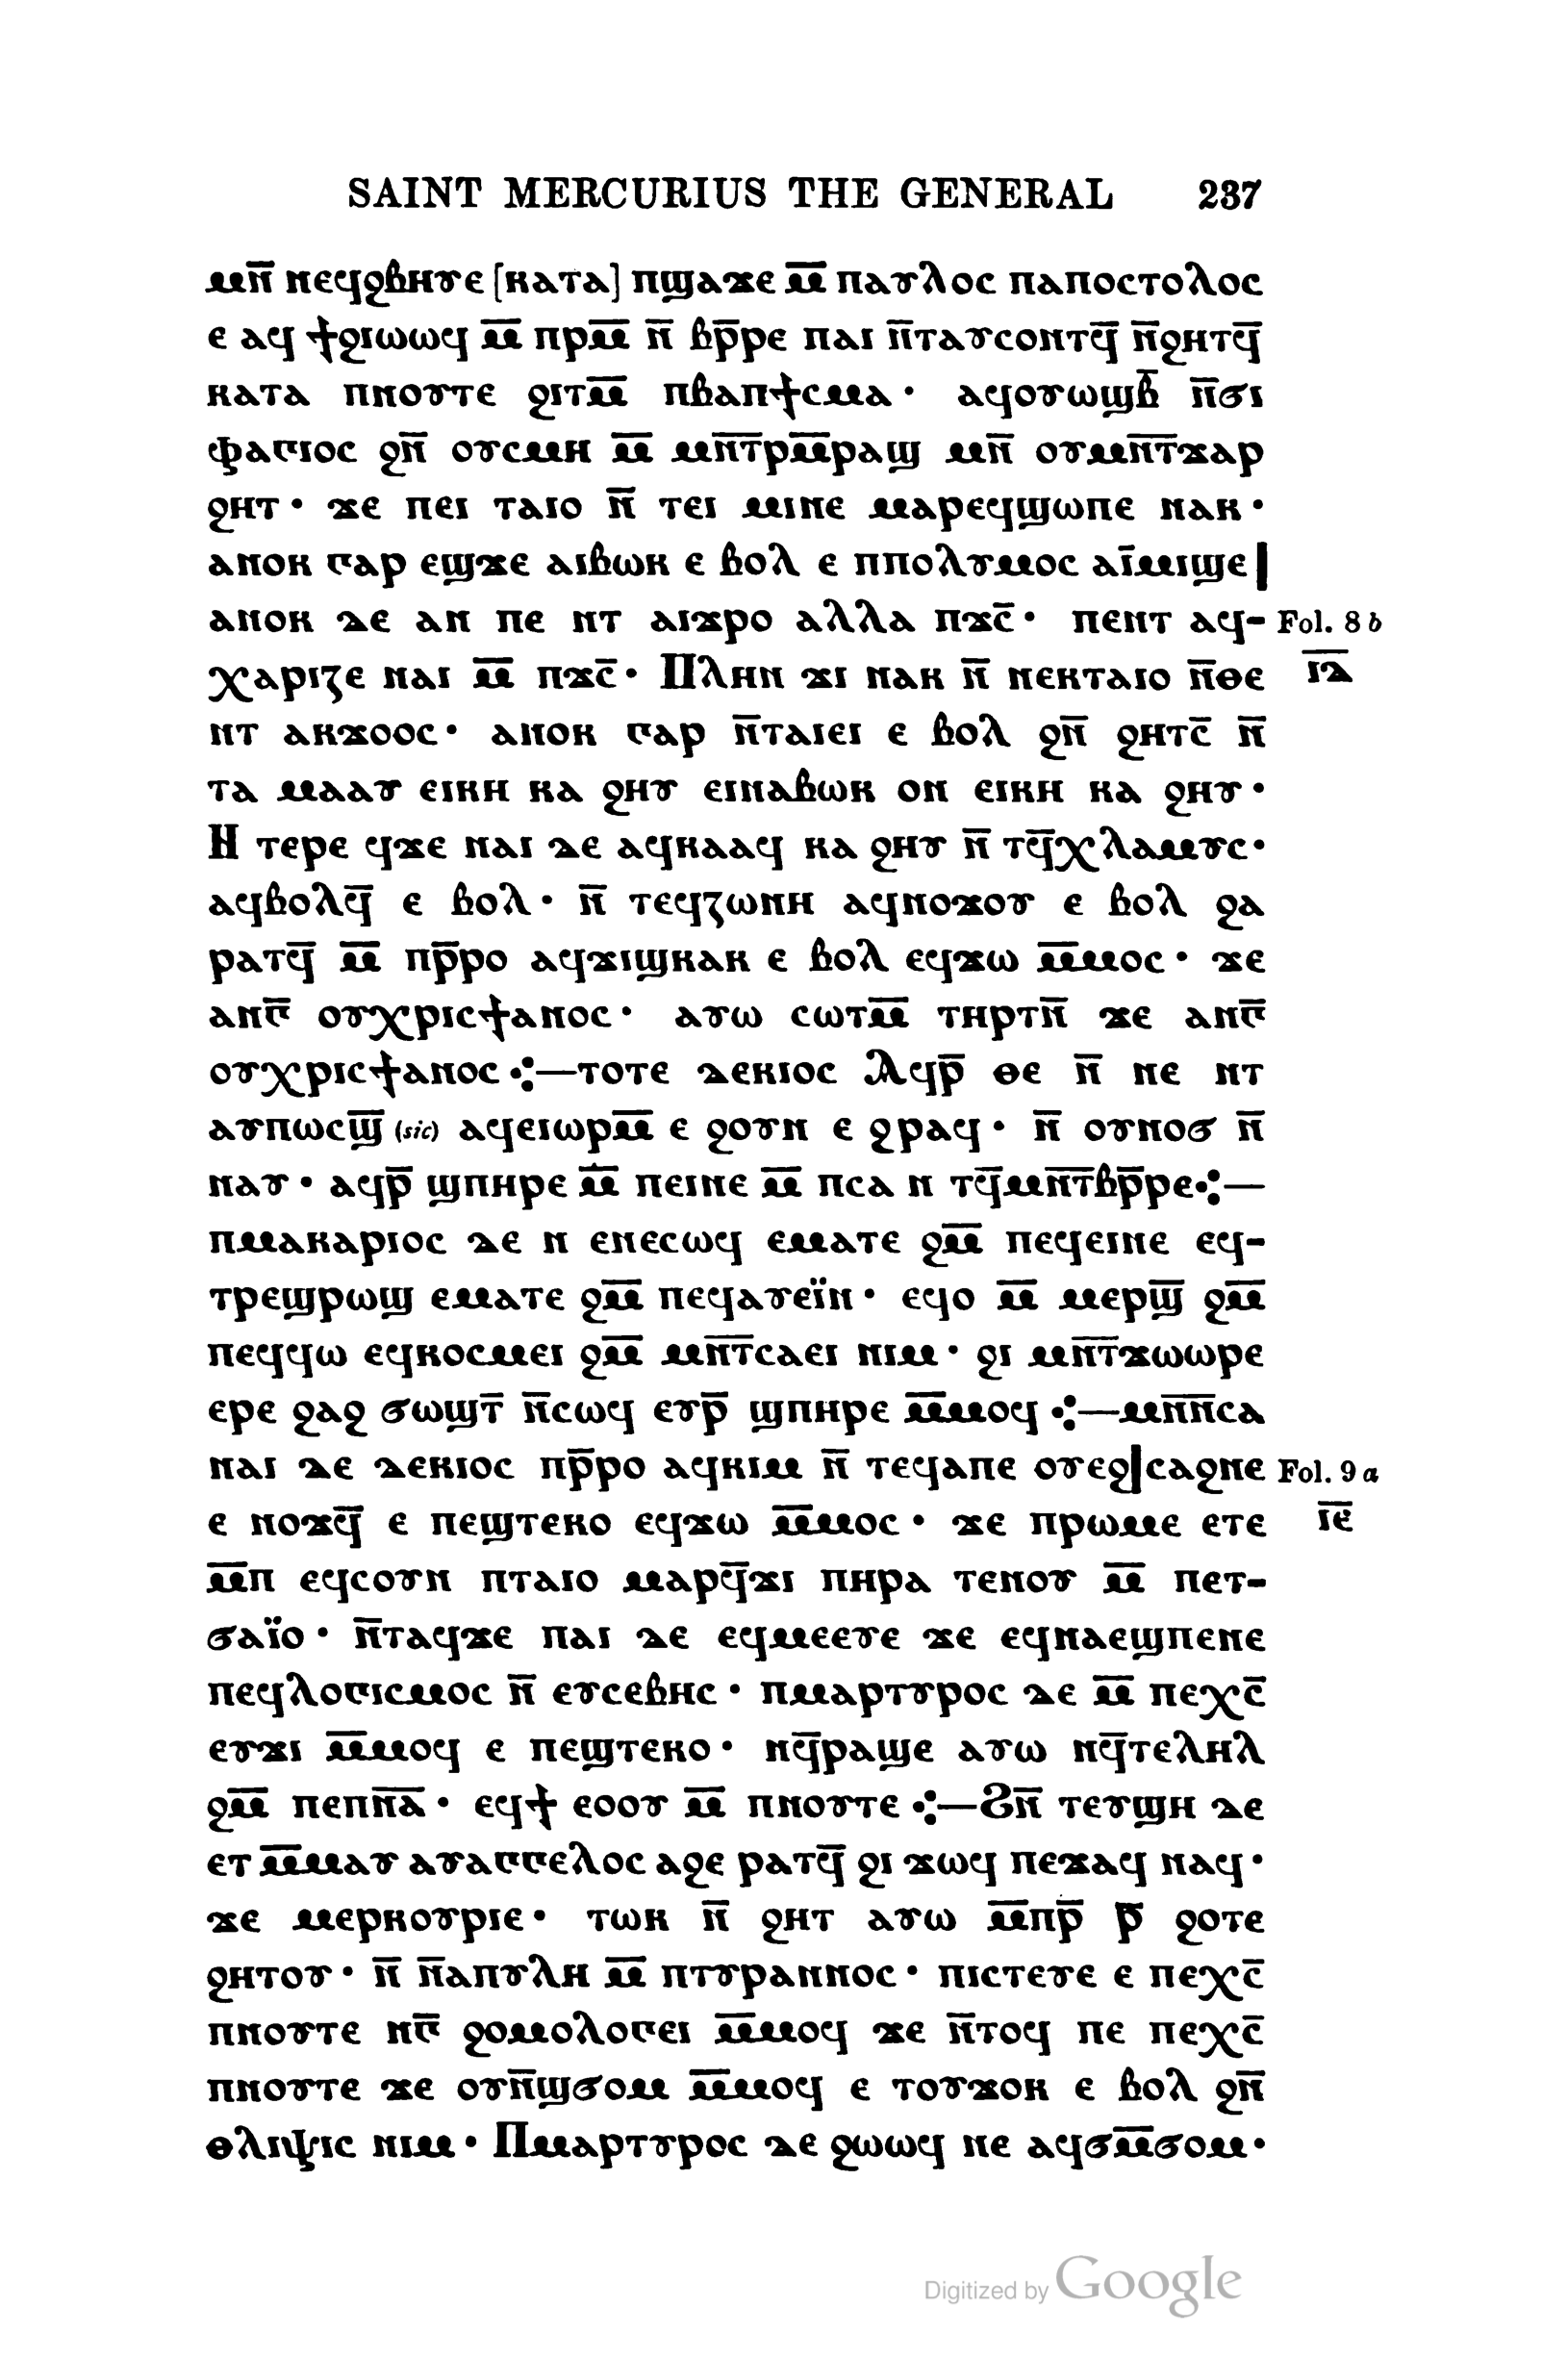 SAINT MERCURIUS THE GENERAL 237
ⲙⲛ̄ ⲛⲉϥϩⲃⲏⲩⲉ [ⲕⲁⲧⲁ] ⲡϣⲁϫⲉ ⲙ̄ ⲡⲁⲩⲗⲟⲥ ⲡⲁⲡⲟⲥⲧⲟⲗⲟⲥ
ⲉ ⲁϥ ϯϩⲓⲱⲱϥ ⲙ̄ ⲡⲣⲙ̄ ⲛ̄ ⲃⲣ̄ⲣⲉ ⲡⲁⲓ ⲛ̄ⲧⲁⲩⲥⲟⲛⲧϥ̄ ⲛ̄ϩⲏⲧϥ̄
ⲕⲁⲧⲁ ⲡⲛⲟⲩⲧⲉ ϩⲓⲧⲙ̄ ⲡⲃⲁⲡϯⲥⲙⲁ· ⲁϥⲟⲩⲱϣⲃ̄ ⲛ̄ϭⲓ
ⲫⲁⲅⲓⲟⲥ ϩⲛ̄ ⲟⲩⲥⲙⲏ ⲙ̄ ⲙⲛ̄ⲧ̄ⲣⲙ̄ⲣⲁϣ ⲙⲛ̄ ⲟⲩⲙⲛ̄ⲧ̄ϫⲁⲣ
ϩⲏⲧ· ϫⲉ ⲡⲉⲓ ⲧⲁⲓⲟ ⲛ̄ ⲧⲉⲓ ⲙⲓⲛⲉ ⲙⲁⲣⲉϥϣⲱⲡⲉ ⲛⲁⲕ·
ⲁⲛⲟⲕ ⲅⲁⲣ ⲉϣϫⲉ ⲁⲓⲃⲱⲕ ⲉ ⲃⲟⲗ ⲉ ⲡⲡⲟⲗⲩⲙⲟⲥ ⲁⲓ̈ⲙⲓϣⲉ|
ⲁⲛⲟⲕ ⲇⲉ ⲁⲛ ⲡⲉ ⲛⲧ ⲁⲓϫⲣⲟ ⲁⲗⲗⲁ ⲡϫⲥ̄· ⲡⲉⲛⲧ ⲁϥ- Fol. 8 b
ⲭⲁⲣⲓⲍⲉ ⲛⲁⲓ ⲙ̄ ⲡϫⲥ̄· Ⲡⲗⲏⲛ ϫⲓ ⲛⲁⲕ ⲛ̄ ⲛⲉⲕⲧⲁⲓⲟ ⲛ̄ⲑⲉ ⲓ̄ⲇ̄
ⲛⲧ ⲁⲕϫⲟⲟⲥ· ⲁⲛⲟⲕ ⲅⲁⲣ ⲛ̄ⲧⲁⲓⲉⲓ ⲉ ⲃⲟⲗ ϩⲛ̄ ϩⲏⲧⲥ̄ ⲛ̄
ⲧⲁ ⲙⲁⲁⲩ ⲉⲓⲕⲏ ⲕⲁ ϩⲏⲩ ⲉⲓⲛⲁⲃⲱⲕ ⲟⲛ ⲉⲓⲕⲏ ⲕⲁ ϩⲏⲩ·
Ⲏ ⲧⲉⲣⲉ ϥϫⲉ ⲛⲁⲓ ⲇⲉ ⲁϥⲕⲁⲁϥ ⲕⲁ ϩⲏⲩ ⲛ̄ ⲧϥ̄ⲭⲗⲁⲙⲩⲥ·
ⲁϥⲃⲟⲗϥ̄ ⲉ ⲃⲟⲗ· ⲛ̄ ⲧⲉϥⲍⲱⲛⲏ ⲁϥⲛⲟϫⲟⲩ ⲉ ⲃⲟⲗ ϩⲁ
ⲣⲁⲧϥ̄ ⲙ̄ ⲡⲣ̄ⲣⲟ ⲁϥϫⲓϣⲕⲁⲕ ⲉ ⲃⲟⲗ ⲉϥϫⲱ ⲙ̄ⲙⲟⲥ· ϫⲉ
ⲁⲛⲅ̄ ⲟⲩⲭⲣⲓⲥϯⲁⲛⲟⲥ· ⲁⲩⲱ ⲥⲱⲧⲙ̄ ⲧⲏⲣⲧⲛ̄ ϫⲉ ⲁⲛⲅ̄
ⲟⲩⲭⲣⲓⲥϯⲁⲛⲟⲥ ⁖—ⲧⲟⲧⲉ ⲇⲉⲕⲓⲟⲥ Ⲁϥⲣ̄ ⲑⲉ ⲛ̄ ⲛⲉ ⲛⲧ
ⲁⲩⲡⲱⲥϣ̄ (sic) ⲁϥⲉⲓⲱⲣⲙ̄ ⲉ ϩⲟⲩⲛ ⲉ ϩⲣⲁϥ· ⲛ̄ ⲟⲩⲛⲟϭ ⲛ̄
ⲛⲁⲩ· ⲁϥⲣ̄ ϣⲡⲏⲣⲉ ⲙ̄ ⲡⲉⲓⲛⲉ ⲙ̄ ⲡⲥⲁ ⲛ ⲧϥ̄ⲙⲛ̄ⲧ̄ⲃⲣ̄ⲣⲉ⁖—
ⲡⲙⲁⲕⲁⲣⲓⲟⲥ ⲇⲉ ⲛ ⲉⲛⲉⲥⲱϥ ⲉⲙⲁⲧⲉ ϩⲙ̄ ⲡⲉϥⲉⲓⲛⲉ ⲉϥ-
ⲧⲣⲉϣⲣⲱϣ ⲉⲙⲁⲧⲉ ϩⲙ̄ ⲡⲉϥⲁⲩⲉⲓ̈ⲛ· ⲉϥⲟ ⲙ̄ ⲙⲉⲣϣ̄ ϩⲙ̄
ⲡⲉϥϥⲱ ⲉϥⲕⲟⲥⲙⲉⲓ ϩⲙ̄ ⲙⲛ̄ⲧ̄ⲥⲁⲉⲓ ⲛⲓⲙ· ϩⲓ ⲙⲛ̄ⲧ̄ϫⲱⲱⲣⲉ
ⲉⲣⲉ ϩⲁϩ ϭⲱϣⲧ̄ ⲛ̄ⲥⲱϥ ⲉⲩⲣ̄ ϣⲡⲏⲣⲉ ⲙ̄ⲙⲟϥ ⁖—ⲙⲛ̄ⲛ̄ⲥⲁ
ⲛⲁⲓ ⲇⲉ ⲇⲉⲕⲓⲟⲥ ⲡⲣ̄ⲣⲟ ⲁϥⲕⲓⲙ ⲛ̄ ⲧⲉϥⲁⲡⲉ ⲟⲩⲉϩ|ⲥⲁϩⲛⲉ Fol. 9 a
ⲉ ⲛⲟϫϥ̄ ⲉ ⲡⲉϣⲧⲉⲕⲟ ⲉϥϫⲱ ⲙ̄ⲙⲟⲥ· ϫⲉ ⲡⲣⲱⲙⲉ ⲉⲧⲉ ⲓ̄ⲉ̄
ⲙ̄ⲡ ⲉϥⲥⲟⲩⲛ ⲡⲧⲁⲓⲟ ⲙⲁⲣϥ̄ϫⲓ ⲡⲏⲣⲁ ⲧⲉⲛⲟⲩ ⲙ̄ ⲡⲉⲧ-
ϭⲁⲓ̈ⲟ· ⲛ̄ⲧⲁϥϫⲉ ⲡⲁⲓ ⲇⲉ ⲉϥⲙⲉⲉⲩⲉ ϫⲉ ⲉϥⲛⲁⲉϣⲡⲉⲛⲉ
ⲡⲉϥⲗⲟⲅⲓⲥⲙⲟⲥ ⲛ̄ ⲉⲩⲥⲉⲃⲏⲥ· ⲡⲙⲁⲣⲧⲩⲣⲟⲥ ⲇⲉ ⲙ̄ ⲡⲉⲭⲥ̄
ⲉⲩϫⲓ ⲙ̄ⲙⲟϥ ⲉ ⲡⲉϣⲧⲉⲕⲟ· ⲛϥ̄ⲣⲁϣⲉ ⲁⲩⲱ ⲛϥ̄ⲧⲉⲗⲏⲗ
ϩⲙ̄ ⲡⲉⲡⲛ̄ⲁ̄· ⲉϥϯ ⲉⲟⲟⲩ ⲙ̄ ⲡⲛⲟⲩⲧⲉ ⁖—Ϩⲛ̄ ⲧⲉⲩϣⲏ ⲇⲉ
ⲉⲧ ⲙ̄ⲙⲁⲩ ⲁⲩⲁⲅⲅⲉⲗⲟⲥ ⲁϩⲉ ⲣⲁⲧϥ̄ ϩⲓ ϫⲱϥ ⲡⲉϫⲁϥ ⲛⲁϥ·
ϫⲉ ⲙⲉⲣⲕⲟⲩⲣⲓⲉ· ⲧⲱⲕ ⲛ̄ ϩⲏⲧ ⲁⲩⲱ ⲙ̄ⲡⲣ̄ ⲣ̄ ϩⲟⲧⲉ
ϩⲏⲧⲟⲩ· ⲛ̄ ⲛ̄ⲁⲡⲩⲗⲏ ⲙ̄ ⲡⲧⲩⲣⲁⲛⲛⲟⲥ· ⲡⲓⲥⲧⲉⲩⲉ ⲉ ⲡⲉⲭⲥ̄
ⲡⲛⲟⲩⲧⲉ ⲛⲅ̄ ϩⲟⲙⲟⲗⲟⲅⲉⲓ ⲙ̄ⲙⲟϥ ϫⲉ ⲛ̄ⲧⲟϥ ⲡⲉ ⲡⲉⲭⲥ̄
ⲡⲛⲟⲩⲧⲉ ϫⲉ ⲟⲩⲛ̄ϣϭⲟⲙ ⲙ̄ⲙⲟϥ ⲉ ⲧⲟⲩϫⲟⲕ ⲉ ⲃⲟⲗ ϩⲛ̄
ⲑⲗⲓⲯⲓⲥ ⲛⲓⲙ· Ⲡⲙⲁⲣⲧⲩⲣⲟⲥ ⲇⲉ ϩⲱⲱϥ ⲛⲉ ⲁϥϭⲙ̄ϭⲟⲙ·
Digitized by Google